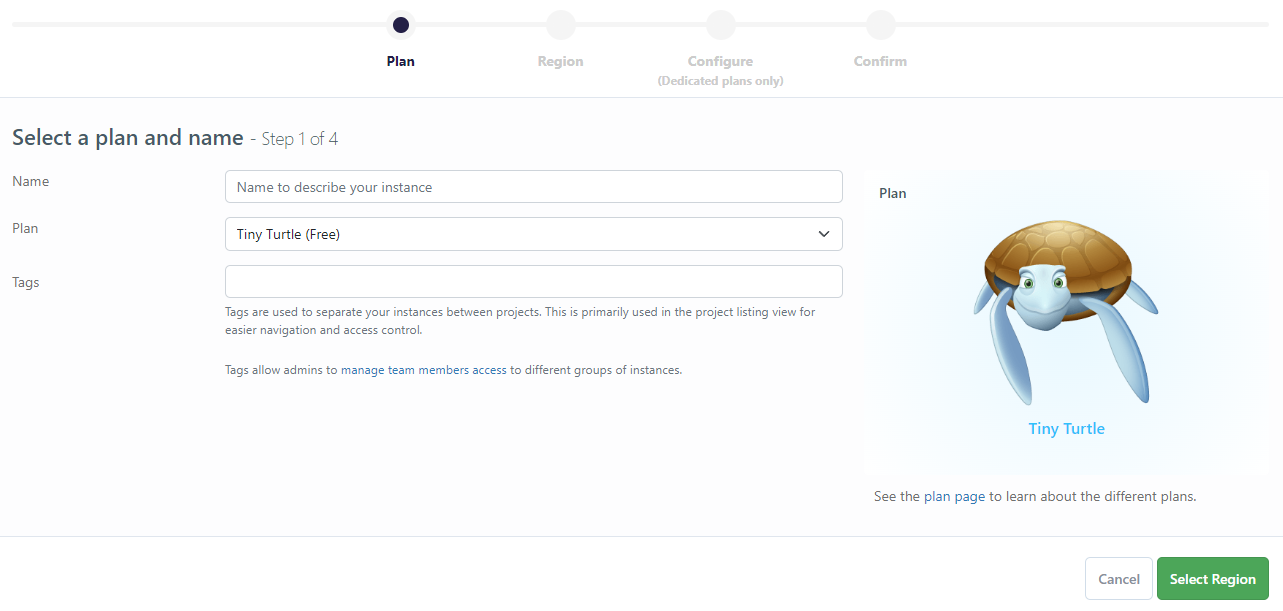 Plan
Region
Configure
(Dedicated plans only)
Confirm
Select a plan and name - Step 1 of 4
Name
Name to describe your instance
Plan
Tiny Turtle (Free)
Tags
Tags are used to separate your instances between projects. This is primarily used in the project listing view for
easier navigation and access control.
Tags allow admins to manage team members access to different groups of instances.
Plan
Tiny Turtle
See the plan page to learn about the different plans.
Cancel
Select Region